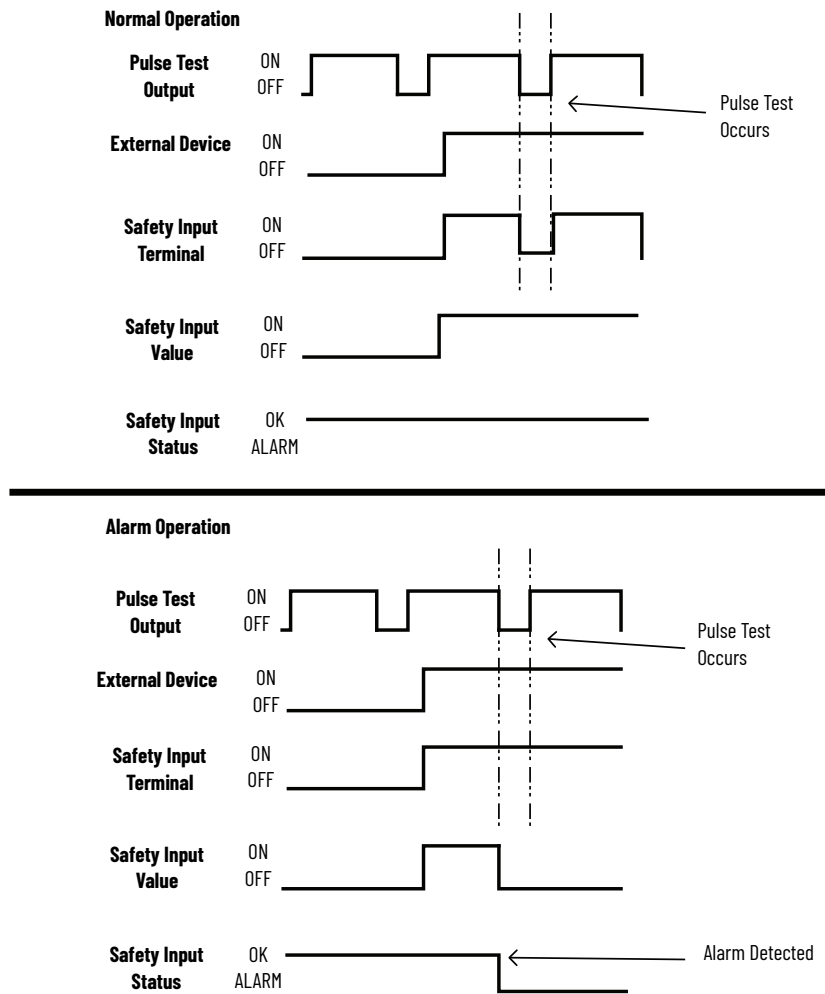 Normal Operation
Pulse Test
Output
ON
OFF
Pulse Test
Occurs
External Device
ON
OFF
Safety Input
Terminal
ON
OFF
Safety Input
Value
ON
OFF
Safety Input
Status
OK
ALARM
Alarm Operation
Pulse Test
Output
ON
OFF
Pulse Test
Occurs
External Device
ON
OFF
Safety Input
Terminal
ON
OFF
Safety Input
Value
ON
OFF
Safety Input
Status
OK
ALARM
Alarm Detected